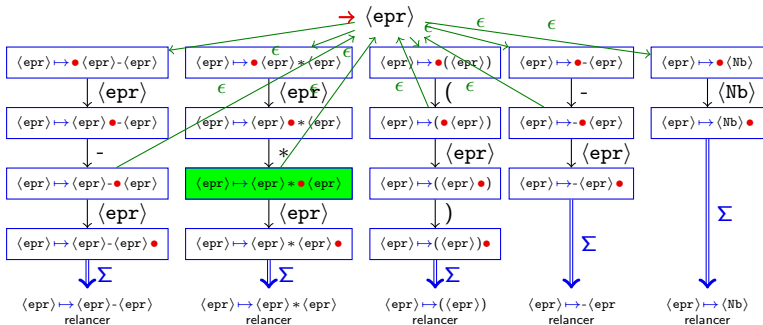 → ⟨epr⟩
ϵ ϵ
⟨epr⟩↦●⟨epr⟩-⟨epr⟩ ⟨epr⟩↦●⟨epr⟩*⟨epr⟩ ⟨epr⟩↦●(⟨epr⟩) ⟨epr⟩↦●-⟨epr⟩ ⟨epr⟩↦●⟨Nb⟩
ϵ ϵ
ϵ ϵ ϵ ϵ
⟨epr⟩ ⟨epr⟩ ( - ⟨Nb⟩
⟨epr⟩↦⟨epr⟩●-⟨epr⟩ ⟨epr⟩↦⟨epr⟩●*⟨epr⟩ ⟨epr⟩↦(●⟨epr⟩) ⟨epr⟩↦-●⟨epr⟩ ⟨epr⟩↦⟨Nb⟩●
- * ⟨epr⟩ ⟨epr⟩
⟨epr⟩↦⟨epr⟩-●⟨epr⟩ ⟨epr⟩↦⟨epr⟩*●⟨epr⟩ ⟨epr⟩↦(⟨epr⟩●) ⟨epr⟩↦-⟨epr⟩●
⟨epr⟩ ⟨epr⟩ ) Σ
⟨epr⟩↦⟨epr⟩-⟨epr⟩● ⟨epr⟩↦⟨epr⟩*⟨epr⟩● ⟨epr⟩↦(⟨epr⟩)● Σ
Σ Σ Σ
⟨epr⟩↦⟨epr⟩-⟨epr⟩ ⟨epr⟩↦⟨epr⟩*⟨epr⟩ ⟨epr⟩↦(⟨epr⟩) ⟨epr⟩↦-⟨epr ⟨epr⟩↦⟨Nb⟩
relancer relancer relancer relancer relancer